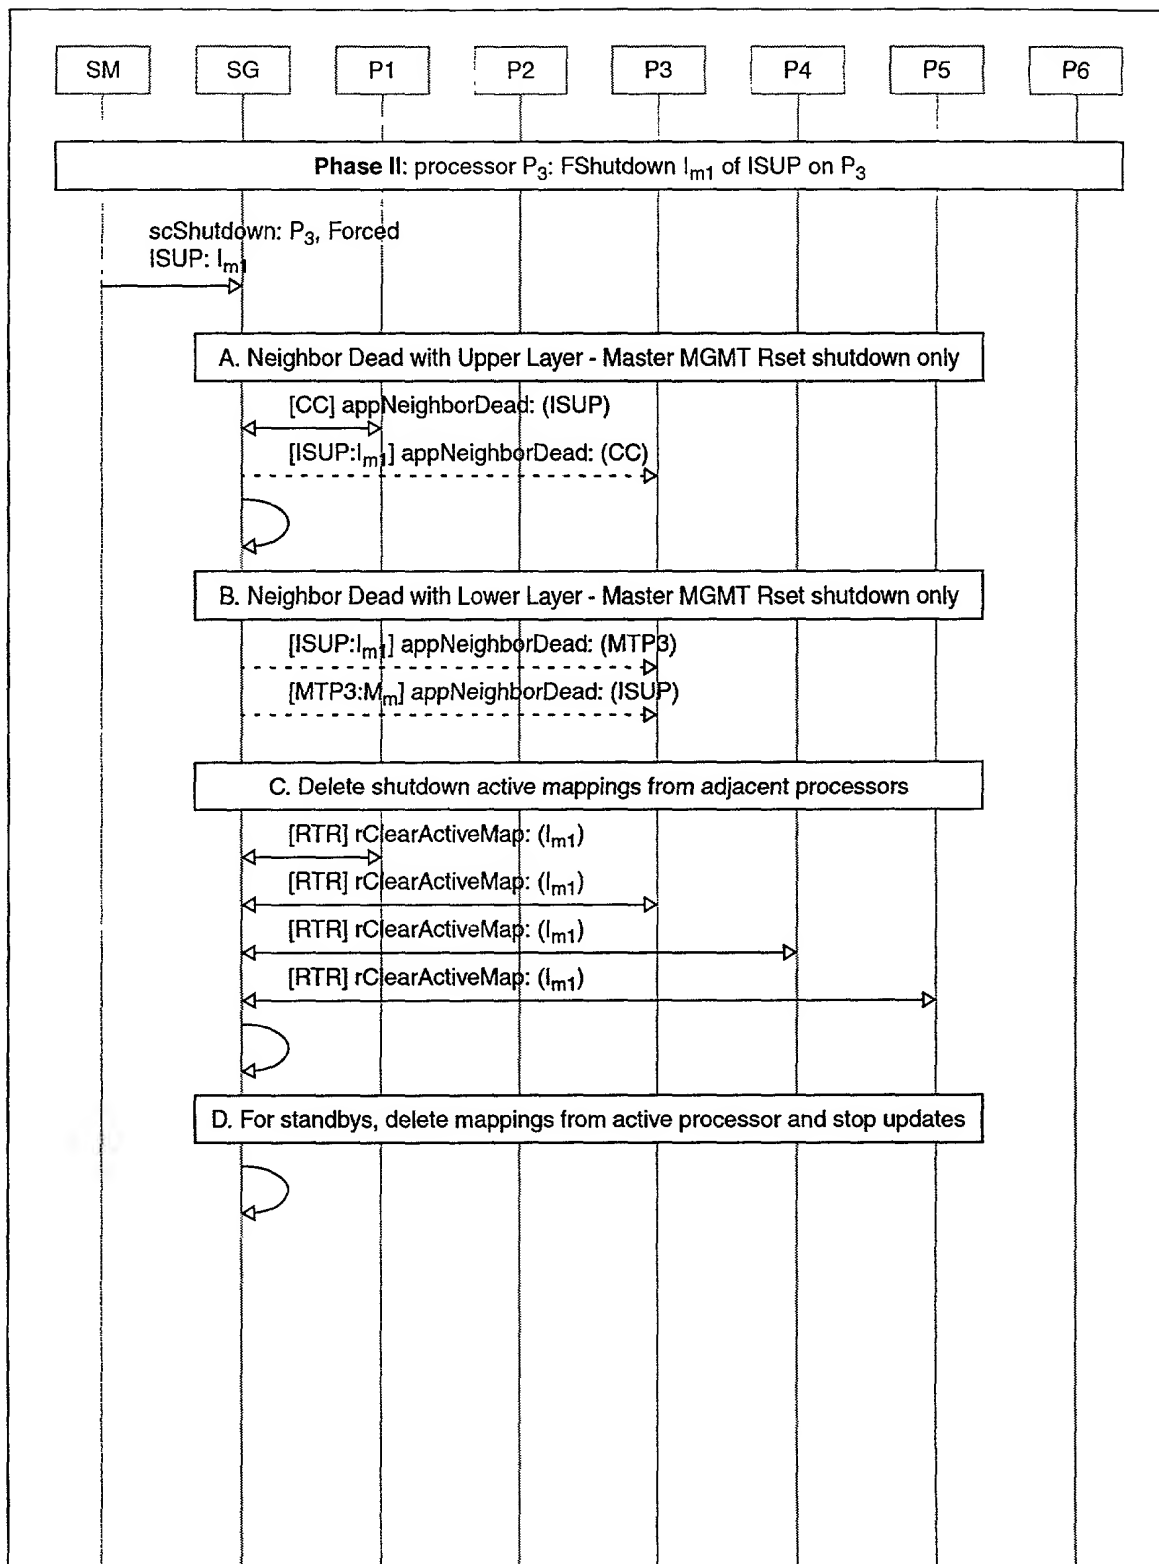 SM SG P1 P2 P3 P4 P5 P6
Phase II: processor P3: FShutdown Im1 of ISUP on P3
scShutdown: P3, Forced
ISUP: Im1
A. Neighbor Dead with Upper Layer - Master MGMT Rset shutdown only
[CC] appNeighborDead: (ISUP)
[ISUP:Im1] appNeighborDead: (CC)
B. Neighbor Dead with Lower Layer - Master MGMT Rset shutdown only
[ISUP:Im1] appNeighborDead: (MTP3)
[MTP3:Mm] appNeighborDead: (ISUP)
C. Delete shutdown active mappings from adjacent processors
[RTR] rClearActiveMap: (Im1)
[RTR] rClearActiveMap: (Im1)
[RTR] rClearActiveMap: (Im1)
[RTR] rClearActiveMap: (Im1)
D. For standbys, delete mappings from active processor and stop updates